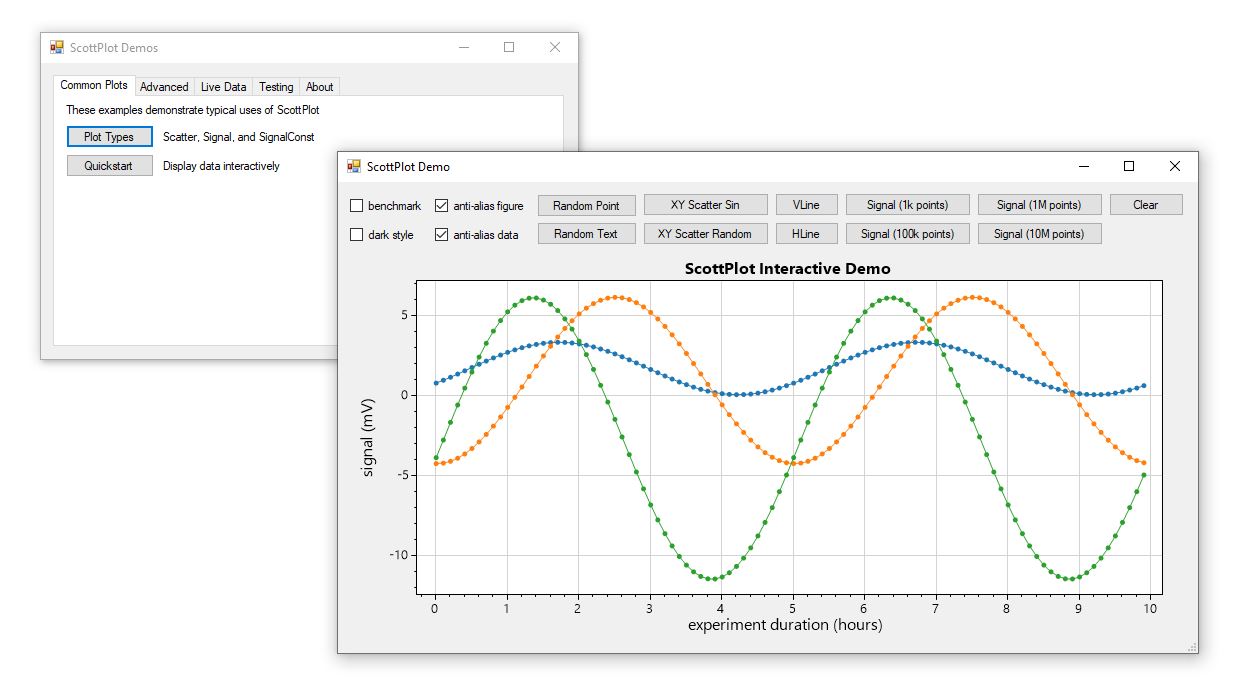 ScottPlot Demos
Common Plots Advanced Live Data Testing About
These examples demonstrate typical uses of ScottPlot
Plot Types Scatter, Signal, and SignalConst
Quickstart Display data interactively
ScottPlot Demo
benchmark anti-alias figure Random Point XY Scatter Sin VLine Signal (1k points) Signal (1M points) Clear
dark style anti-alias data Random Text XY Scatter Random HLine Signal (100k points) Signal (10M points)
ScottPlot Interactive Demo
signal (mV)
5
0
-5
-10
0 1 2 3 4 5 6 7 8 9 10
experiment duration (hours)